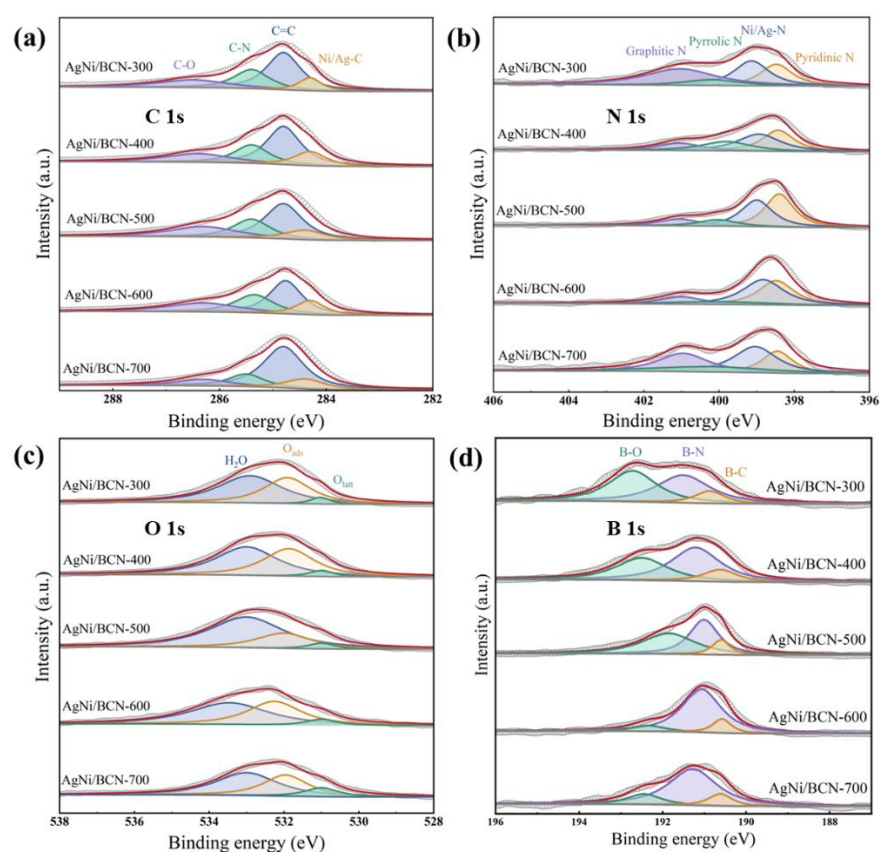 (a)
C=C
C-N
Ni/Ag-C
C-O
AgNi/BCN-300
C 1s
AgNi/BCN-400
AgNi/BCN-500
AgNi/BCN-600
AgNi/BCN-700
Intensity (a.u.)
288 286 284 282
Binding energy (eV)
(b)
Ni/Ag-N
Pyrrolic N
Graphitic N
Pyridinic N
AgNi/BCN-300
N 1s
AgNi/BCN-400
AgNi/BCN-500
AgNi/BCN-600
AgNi/BCN-700
Intensity (a.u.)
406 404 402 400 398 396
Binding energy (eV)
(c)
H₂O
Oads
Olatt
AgNi/BCN-300
O 1s
AgNi/BCN-400
AgNi/BCN-500
AgNi/BCN-600
AgNi/BCN-700
Intensity (a.u.)
538 536 534 532 530 528
Binding energy (eV)
(d)
B-O
B-N
B-C
AgNi/BCN-300
B 1s
AgNi/BCN-400
AgNi/BCN-500
AgNi/BCN-600
AgNi/BCN-700
Intensity (a.u.)
196 194 192 190 188
Binding energy (eV)